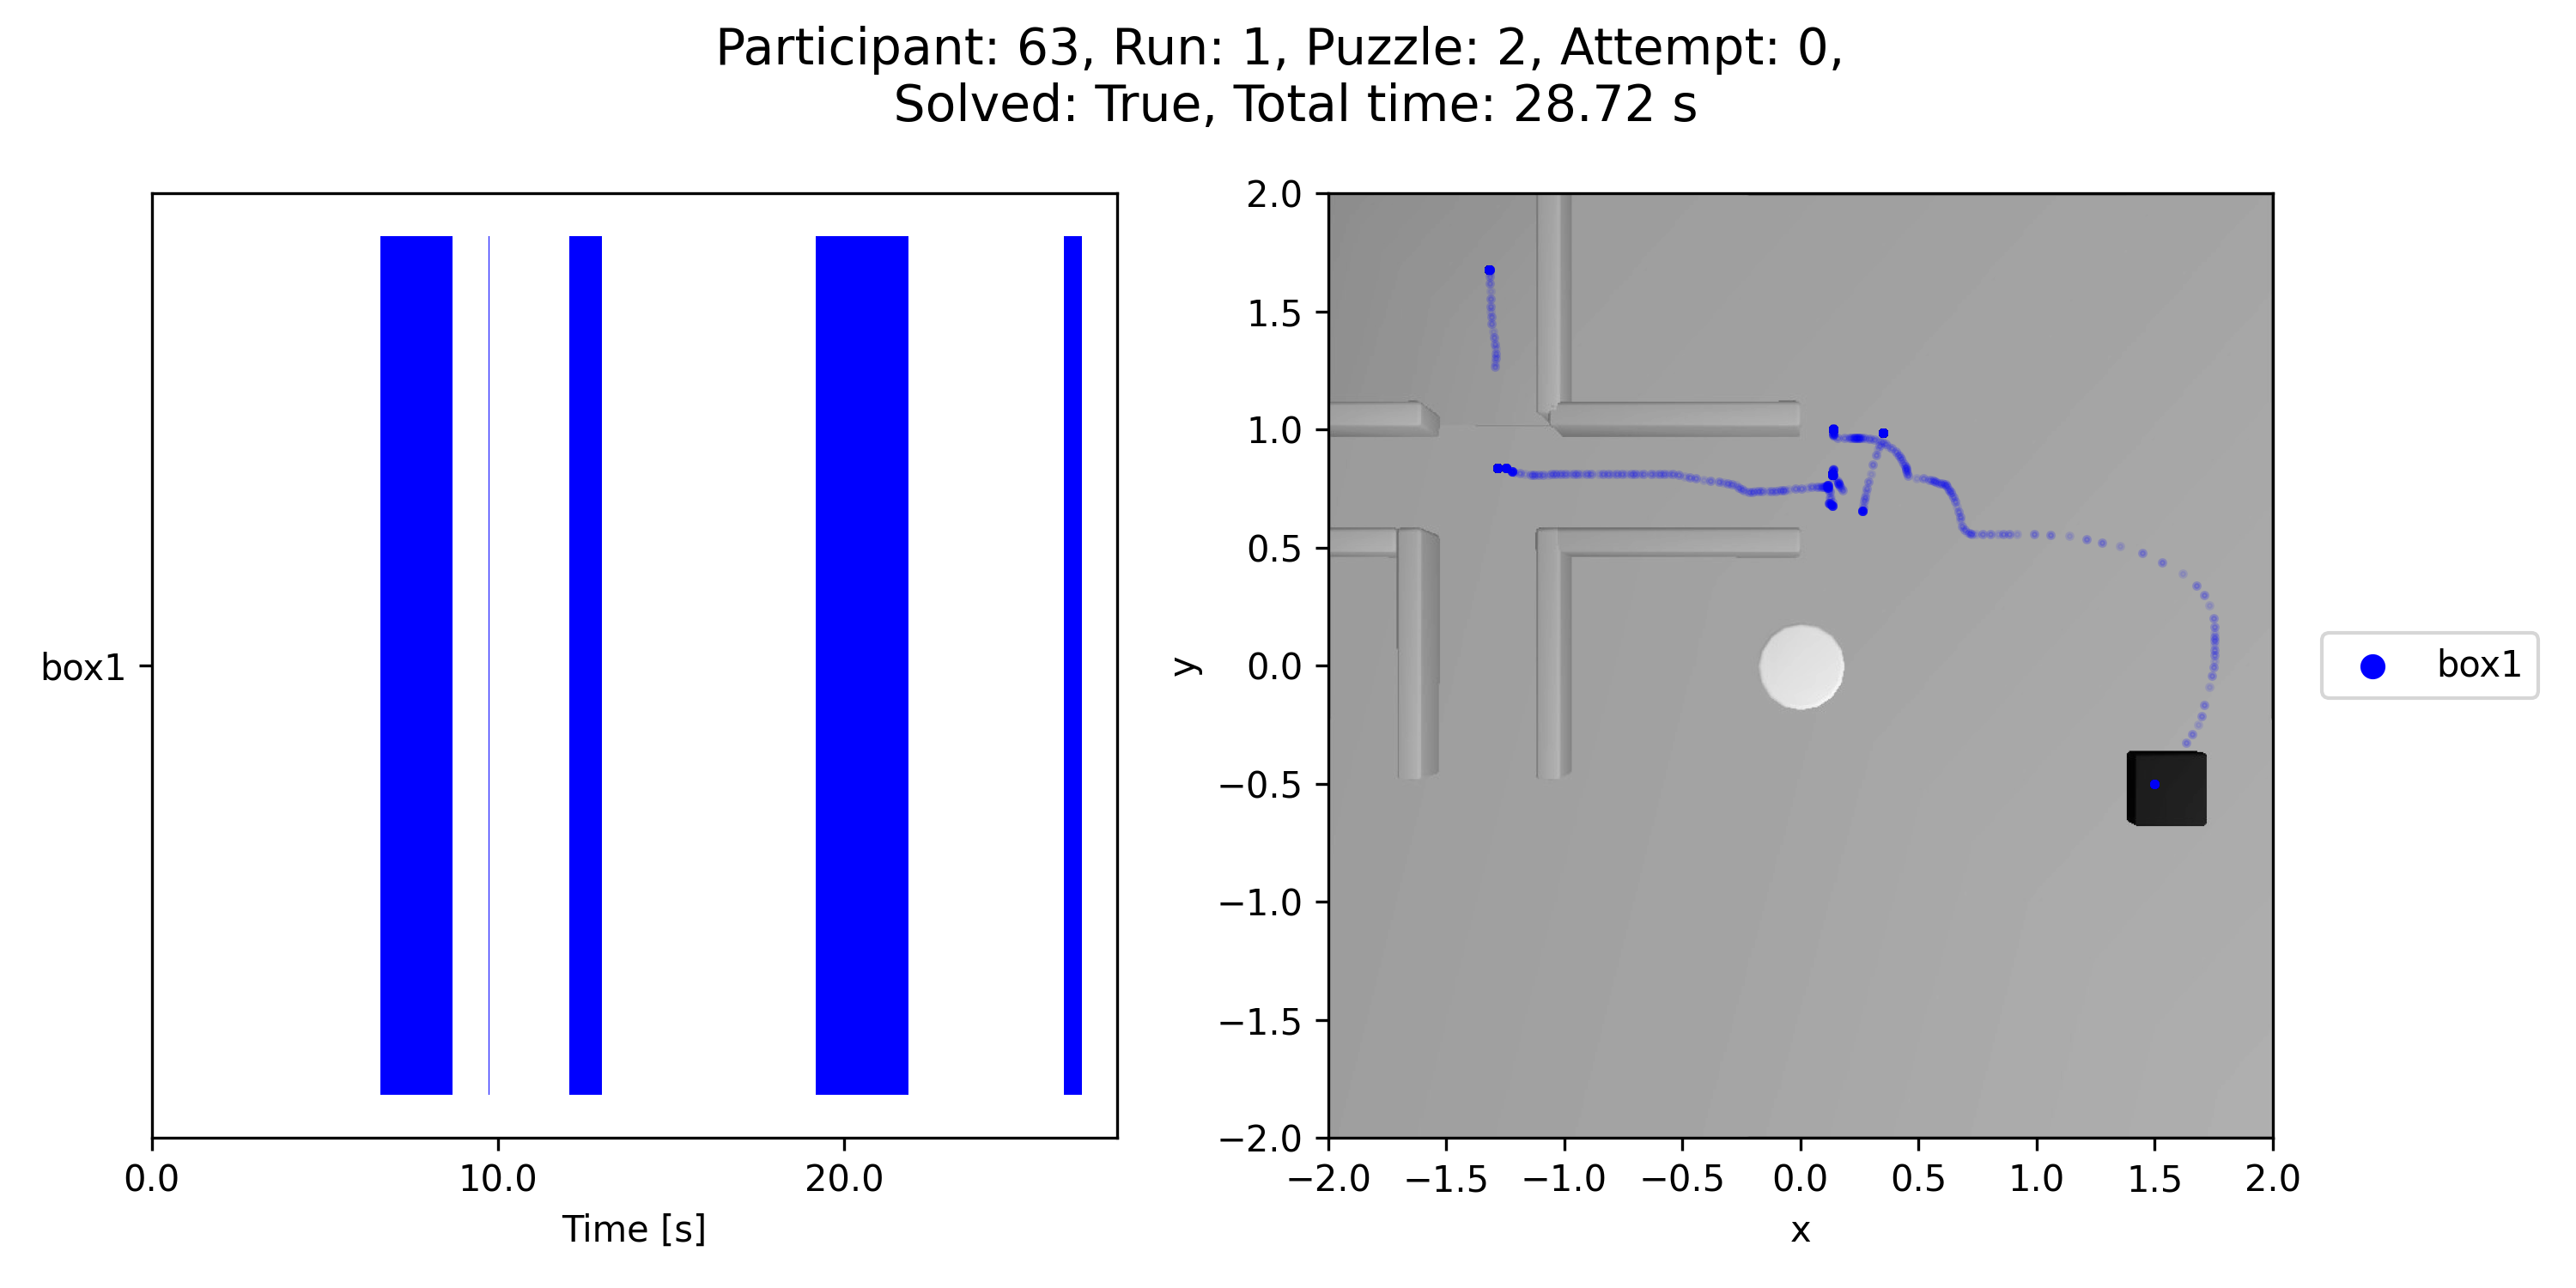 Participant: 63, Run: 1, Puzzle: 2, Attempt: 0,
Solved: True, Total time: 28.72 s
box1
0.0 10.0 20.0
Time [s]
2.0
1.5
1.0
0.5
0.0
−0.5
−1.0
−1.5
−2.0
y
−2.0 −1.5 −1.0 −0.5 0.0 0.5 1.0 1.5 2.0
x
box1